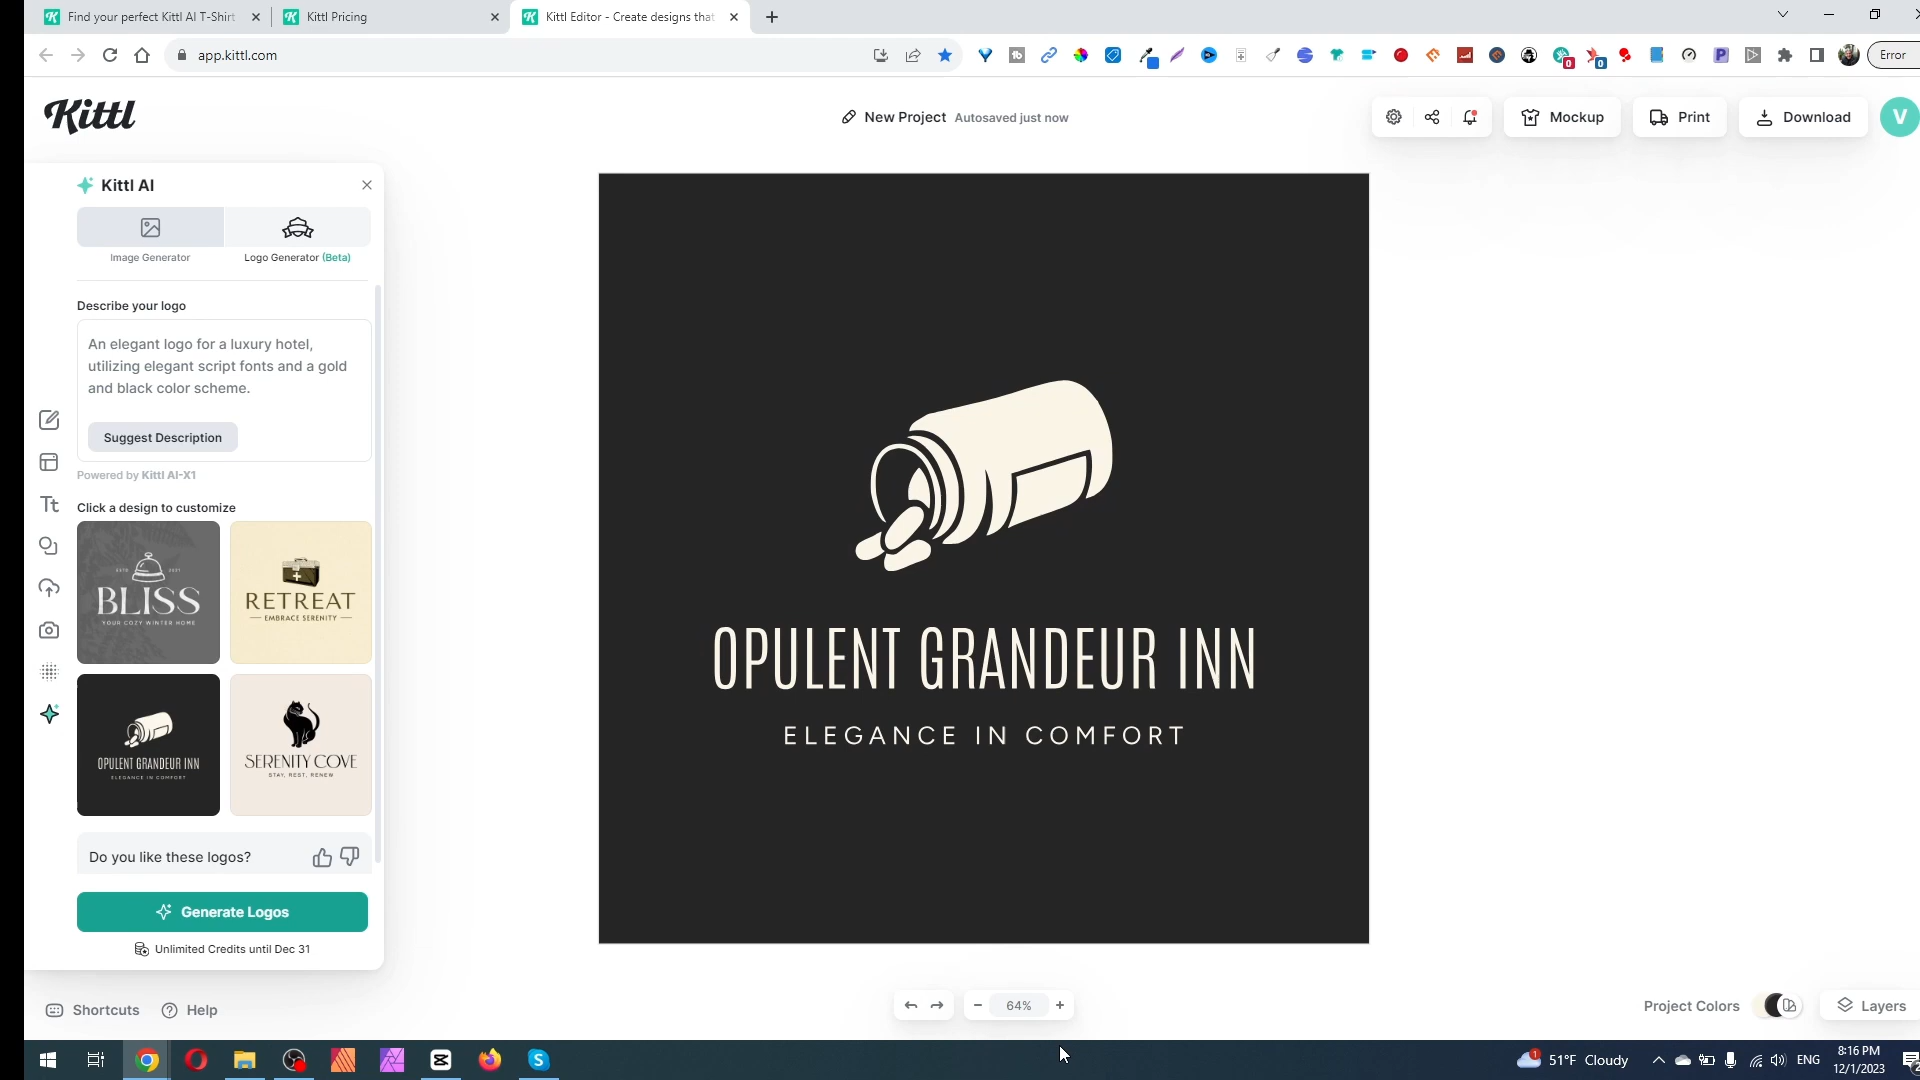 Find your perfect Kittl AI T-Shirt
Kittl Pricing
Kittl Editor - Create designs that
app.kittl.com
Error
Kittl
New Project Autosaved just now
Mockup
Print
Download
V
Kittl AI
Image Generator
Logo Generator (Beta)
Describe your logo
An elegant logo for a luxury hotel,
utilizing elegant script fonts and a gold
and black color scheme.
Suggest Description
Powered by Kittl AI-X1
Click a design to customize
ESTD 2021
BLISS
YOUR COZY WINTER HOME
RETREAT
EMBRACE SERENITY
OPULENT GRANDEUR INN
ELEGANCE IN COMFORT
SERENITY COVE
STAY, REST, RENEW
Do you like these logos?
Generate Logos
Unlimited Credits until Dec 31
OPULENT GRANDEUR INN
ELEGANCE IN COMFORT
Shortcuts
Help
64%
Project Colors
Layers
51°F Cloudy
ENG
8:16 PM
12/1/2023